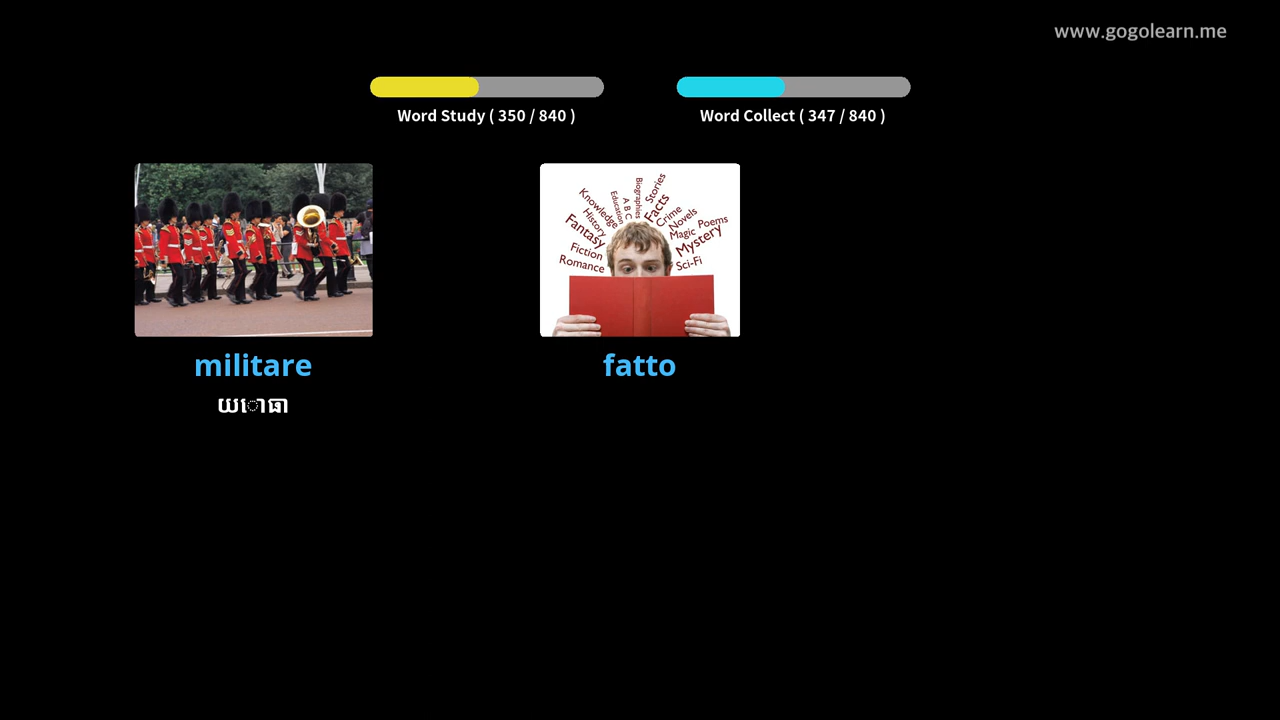 www.gogolearn.me
Word Study ( 350 / 840 )
Word Collect ( 347 / 840 )
Biographies
Stories
Knowledge
Education
A B C
Facts
History
Crime
Novels
Fantasy
Magic
Poems
Fiction
Mystery
Romance
Sci-Fi
militare
fatto
យោធា